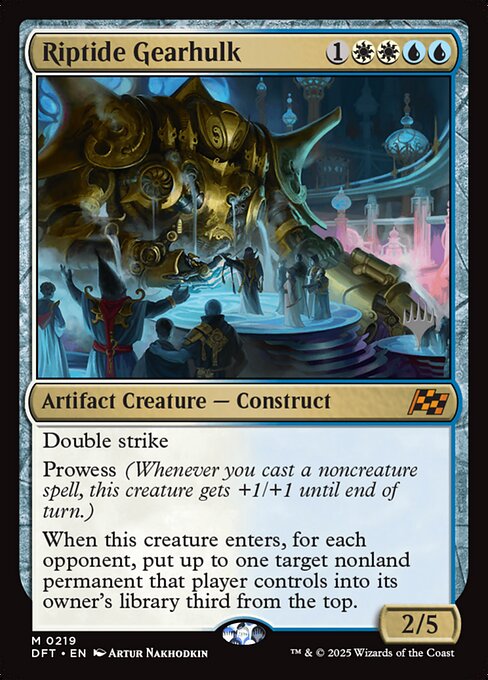 Riptide Gearhulk 1
Artifact Creature — Construct
Double strike
Prowess (Whenever you cast a noncreature
spell, this creature gets +1/+1 until end of
turn.)
When this creature enters, for each
opponent, put up to one target nonland
permanent that player controls into its
owner's library third from the top.
2/5
M 0219
DFT • EN Artur Nakhodkin
™ & © 2025 Wizards of the Coast